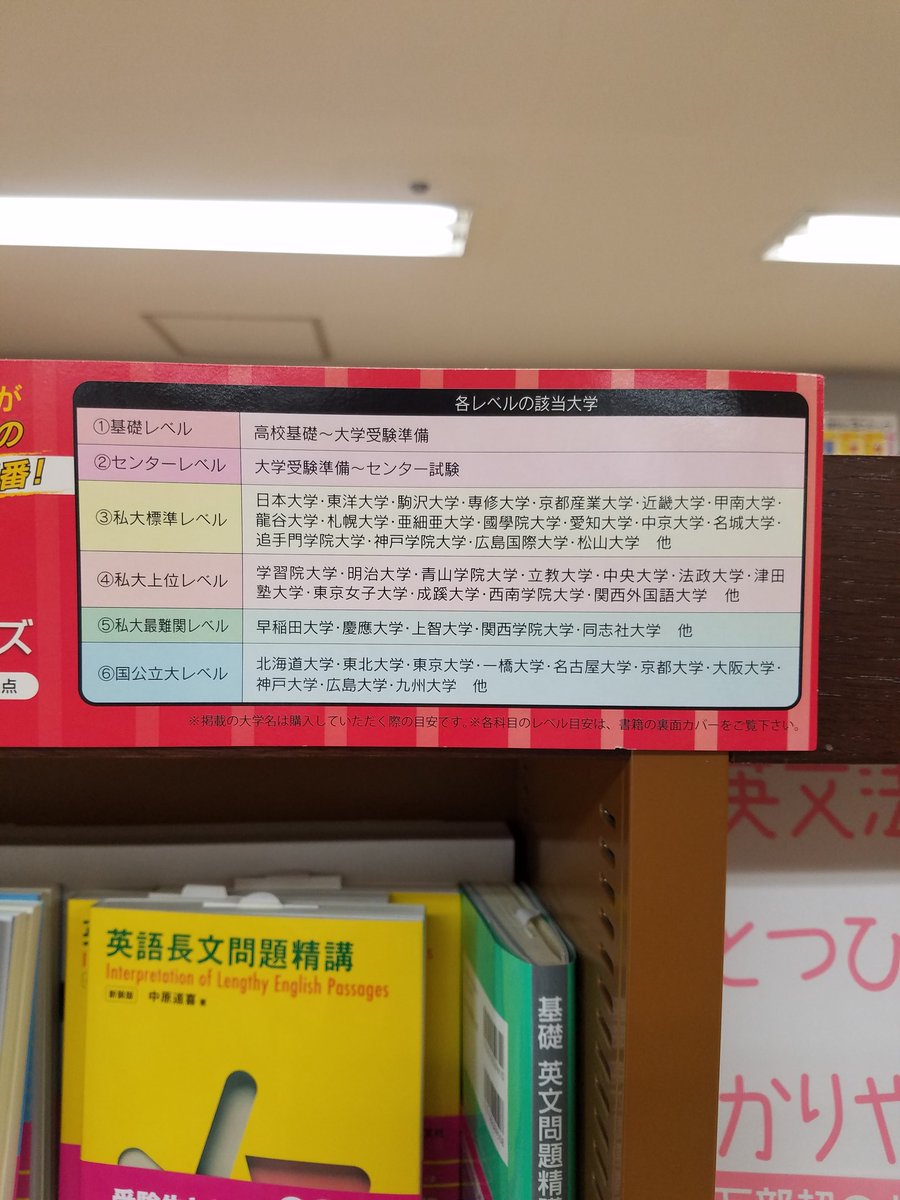 が
の
番!
ズ
点
各レベルの該当大学
①基礎レベル
高校基礎～大学受験準備
②センターレベル
大学受験準備～センター試験
③私大標準レベル
日本大学・東洋大学・駒沢大学・専修大学・京都産業大学・近畿大学・甲南大学・
龍谷大学・札幌大学・亜細亜大学・國學院大学・愛知大学・中京大学・名城大学・
追手門学院大学・神戸学院大学・広島国際大学・松山大学　他
④私大上位レベル
学習院大学・明治大学・青山学院大学・立教大学・中央大学・法政大学・津田
塾大学・東京女子大学・成蹊大学・西南学院大学・関西外国語大学　他
⑤私大最難関レベル
早稲田大学・慶應大学・上智大学・関西学院大学・同志社大学　他
⑥国公立大レベル
北海道大学・東北大学・東京大学・一橋大学・名古屋大学・京都大学・大阪大学・
神戸大学・広島大学・九州大学　他
※掲載の大学名は購入していただく際の目安です。※各科目のレベル目安は、書籍の裏面カバーをご覧下さい。
英語長文問題精講
Interpretation of Lengthy English Passages
新装版 中原道喜 著
基礎 英文問題精講
英文法
とつひ
かりや